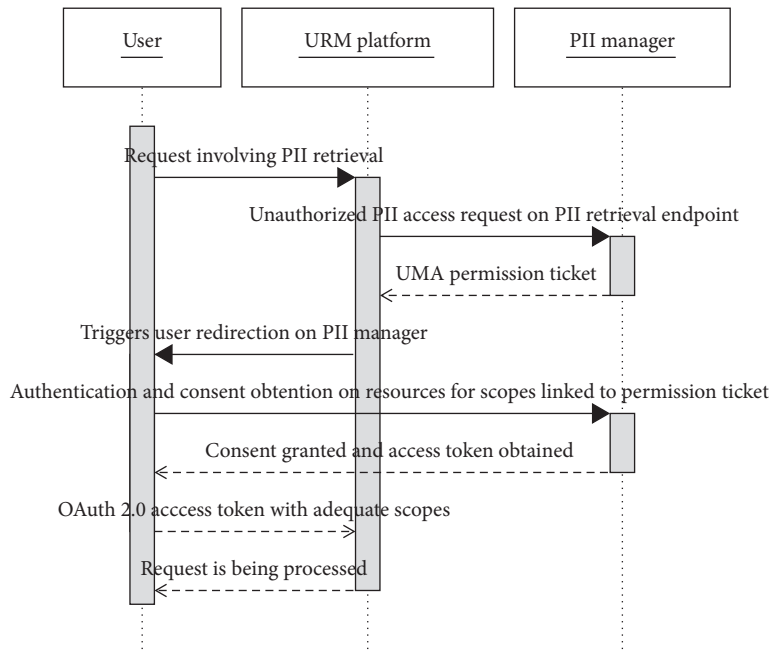 User
URM platform
PII manager
Request involving PII retrieval
Unauthorized PII access request on PII retrieval endpoint
UMA permission ticket
Triggers user redirection on PII manager
Authentication and consent obtention on resources for scopes linked to permission ticket
Consent granted and access token obtained
OAuth 2.0 acccess token with adequate scopes
Request is being processed